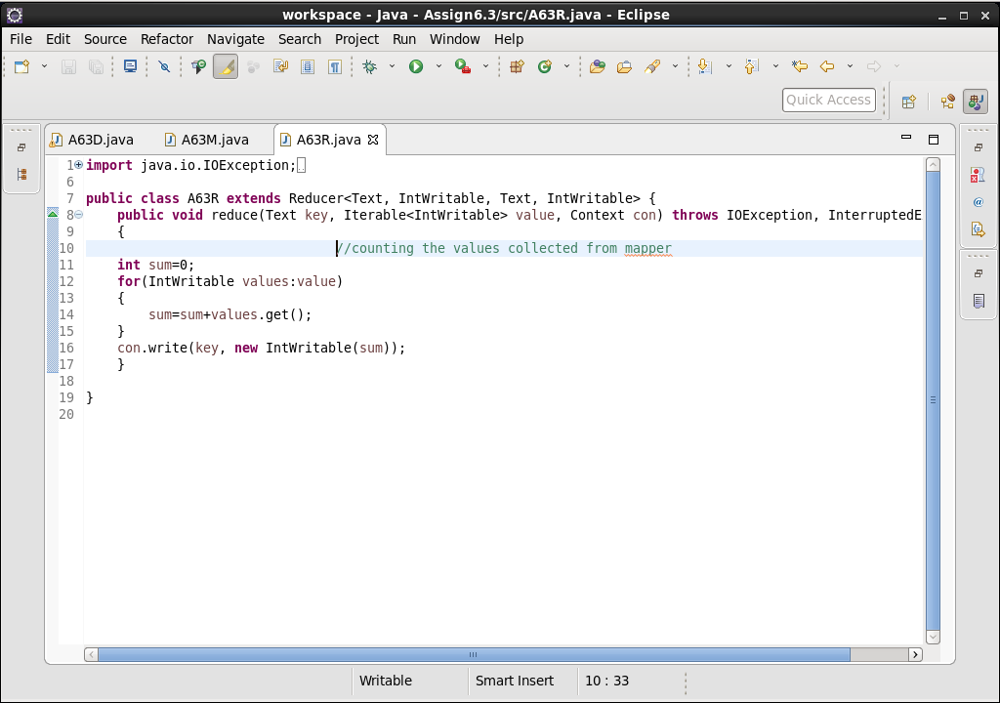 workspace - Java - Assign6.3/src/A63R.java - Eclipse
File Edit Source Refactor Navigate Search Project Run Window Help
Quick Access
A63D.java A63M.java A63R.java
1 import java.io.IOException;
6
7 public class A63R extends Reducer<Text, IntWritable, Text, IntWritable> {
8     public void reduce(Text key, Iterable<IntWritable> value, Context con) throws IOException, InterruptedE
9     {
10                                 //counting the values collected from mapper
11     int sum=0;
12     for(IntWritable values:value)
13     {
14         sum=sum+values.get();
15     }
16     con.write(key, new IntWritable(sum));
17     }
18
19 }
20
Writable Smart Insert 10 : 33